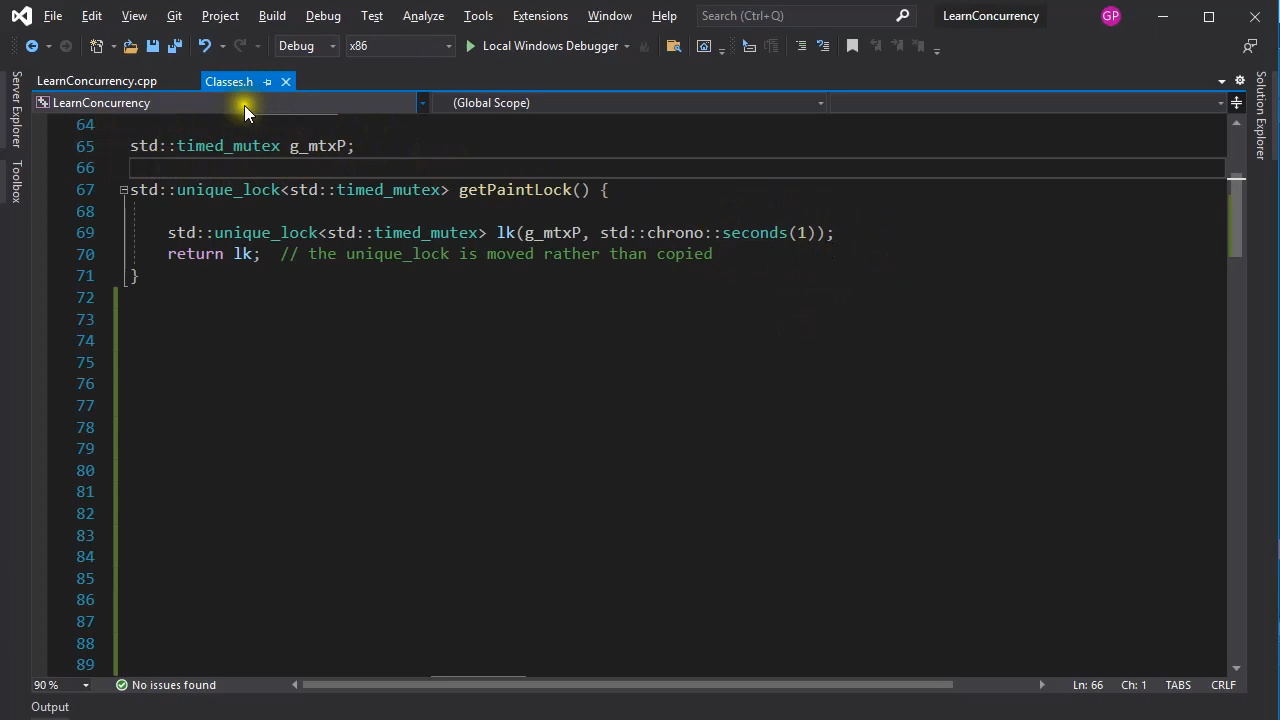 File Edit View Git Project Build Debug Test Analyze Tools Extensions Window Help Search (Ctrl+Q) LearnConcurrency GP
Debug x86 Local Windows Debugger
LearnConcurrency.cpp Classes.h
LearnConcurrency (Global Scope)
64
65 std::timed_mutex g_mtxP;
66
67 std::unique_lock<std::timed_mutex> getPaintLock() {
68
69 std::unique_lock<std::timed_mutex> lk(g_mtxP, std::chrono::seconds(1));
70 return lk; // the unique_lock is moved rather than copied
71 }
72
73
74
75
76
77
78
79
80
81
82
83
84
85
86
87
88
89
90 % No issues found Ln: 66 Ch: 1 TABS CRLF
Output
Server Explorer
Toolbox
Solution Explorer